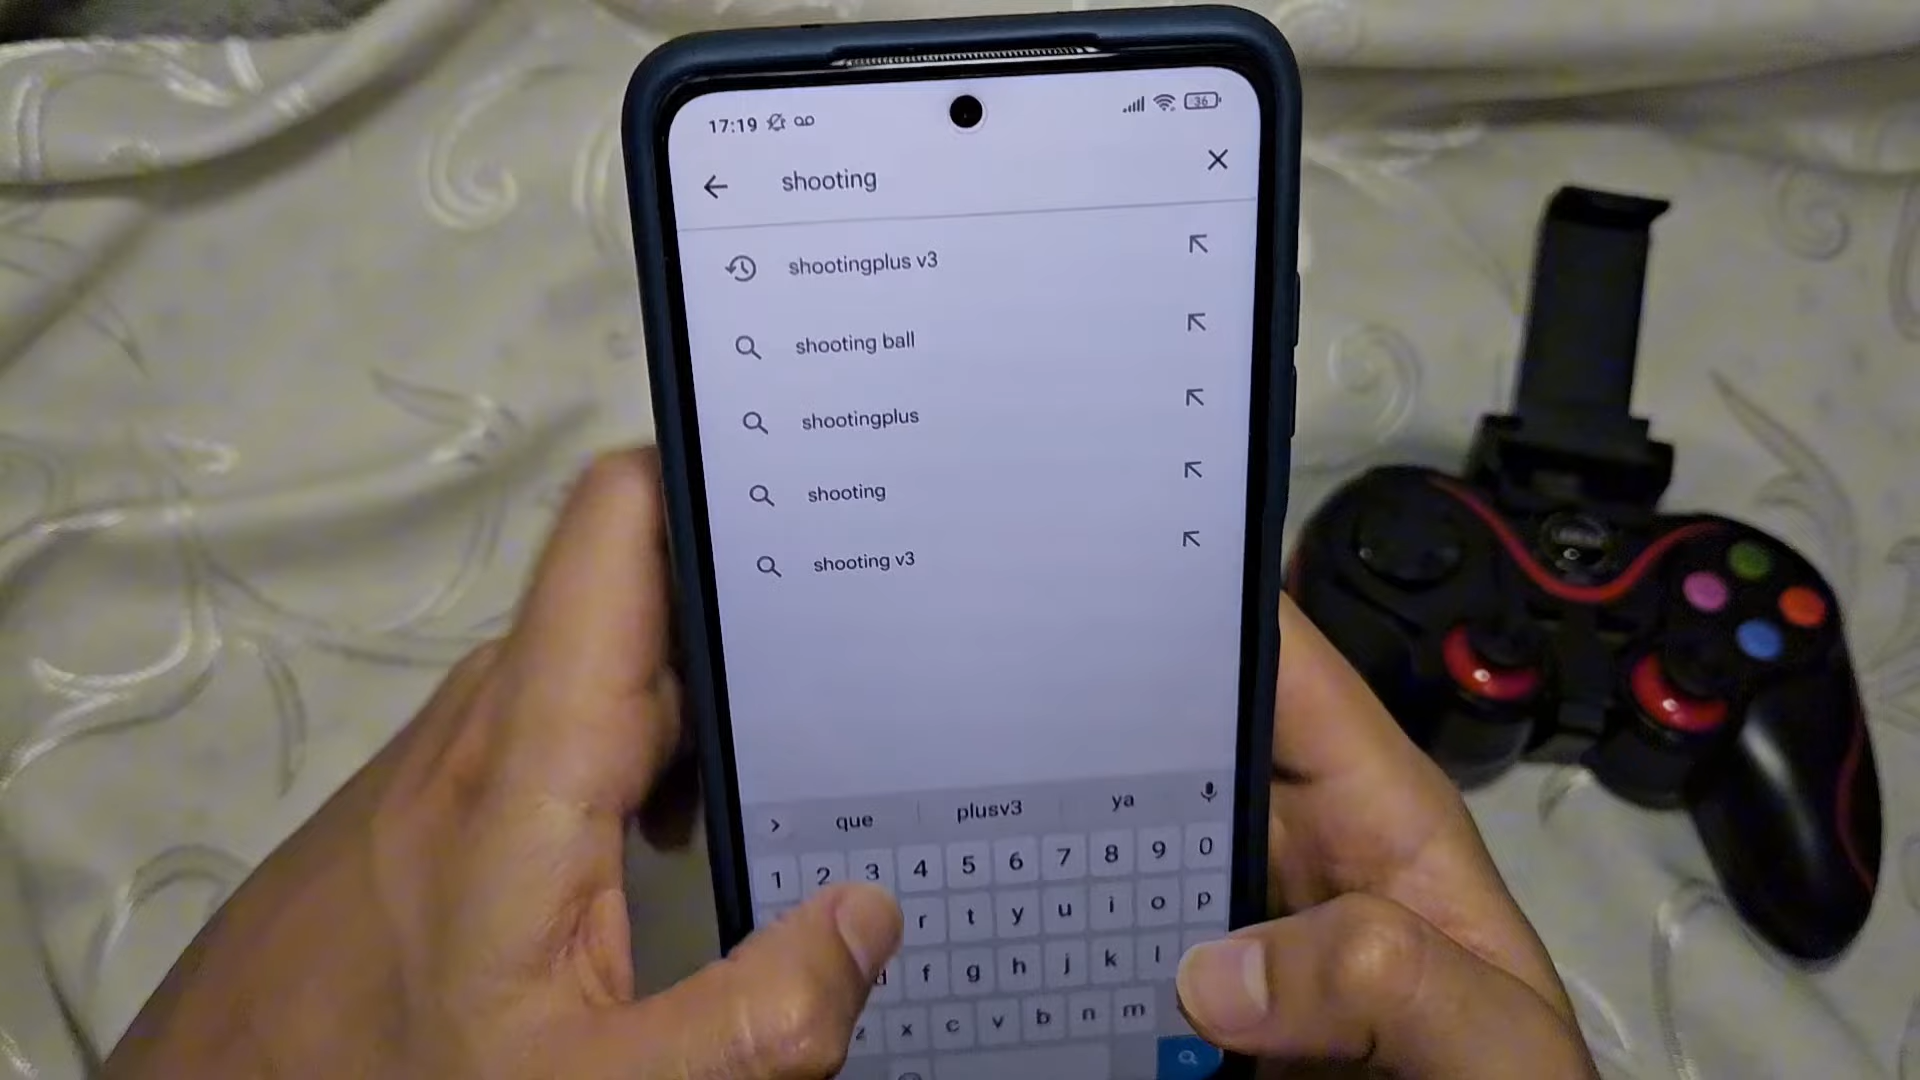 17:19 36
shooting
shootingplus v3
shooting ball
shootingplus
shooting
shooting v3
que plusv3 ya
1 2 3 4 5 6 7 8 9 0
r t y u i o p
d f g h j k l
z x c v b n m